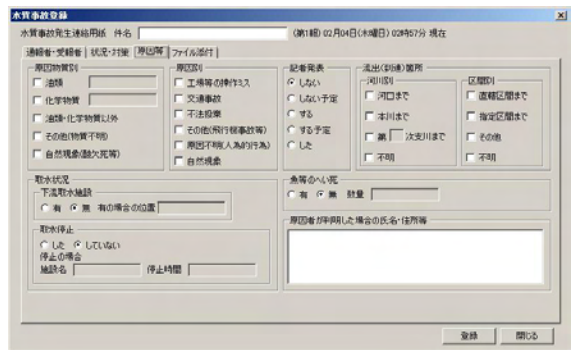 水質事故登録
水質事故発生連絡用紙 件名 (第1報) 02月04日(木曜日) 02時57分 現在
通報者・受報者 状況・対策 原因等 ファイル添付
原因物質別
油類
化学物質
油類・化学物質以外
その他(物質不明)
自然現象(酸欠死等)
原因別
工場等の操作ミス
交通事故
不法投棄
その他(飛行機事故等)
原因不明(人為的行為)
自然現象
記者発表
しない
しない予定
する
する予定
した
流出(到達)箇所
河川別
河口まで
本川まで
第 次支川まで
不明
区間別
直轄区間まで
指定区間まで
その他
不明
取水状況
下流取水施設
有 無 有の場合の位置
取水停止
した していない
停止の場合
施設名 停止時間
魚等のへい死
有 無 数量
原因者が判明した場合の氏名・住所等
登録 閉じる